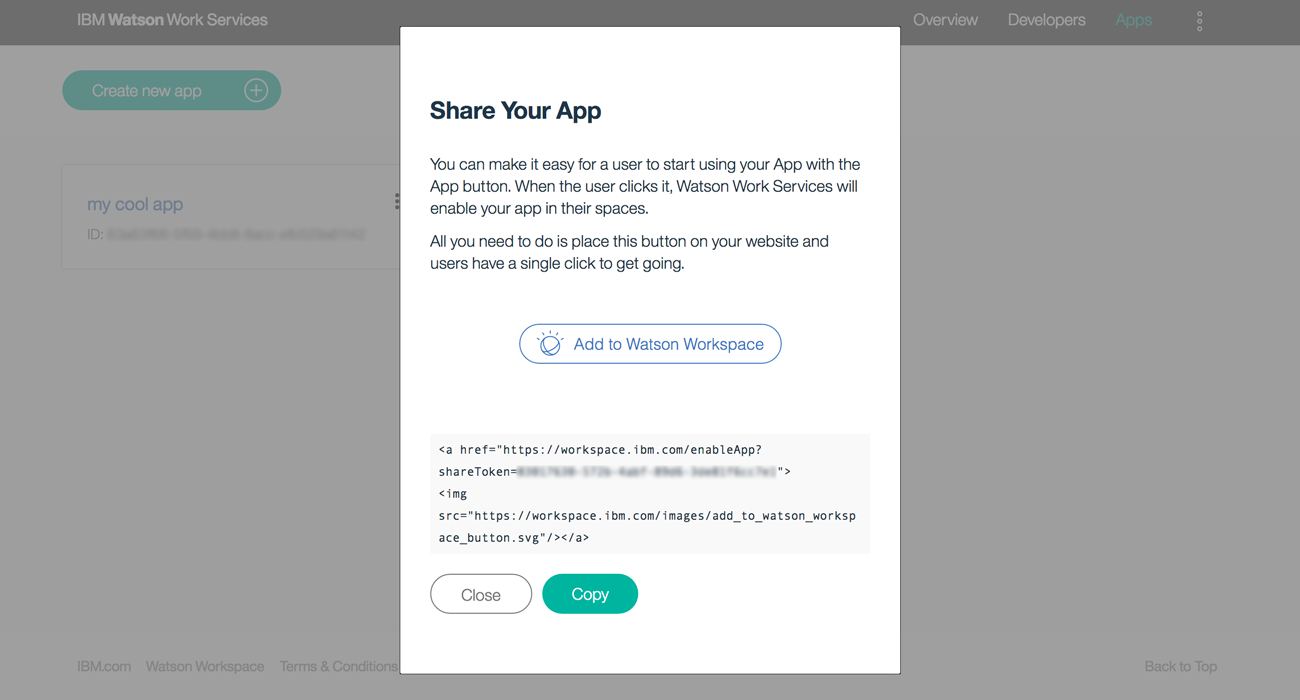 IBM Watson Work Services
Overview
Developers
Apps
Create new app
my cool app
ID:
Share Your App
You can make it easy for a user to start using your App with the
App button. When the user clicks it, Watson Work Services will
enable your app in their spaces.
All you need to do is place this button on your website and
users have a single click to get going.
Add to Watson Workspace
<a href="https://workspace.ibm.com/enableApp?
shareToken=">
<img
src="https://workspace.ibm.com/images/add_to_watson_worksp
ace_button.svg"/></a>
Close
Copy
IBM.com
Watson Workspace
Terms & Conditions
Back to Top